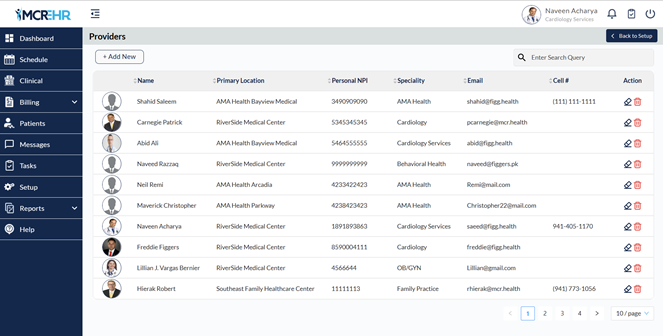 MCREHR
Naveen Acharya
Cardiology Services
Dashboard
Schedule
Clinical
Billing
Patients
Messages
Tasks
Setup
Reports
Help
Providers
Back to Setup
+ Add New
Enter Search Query
Name Primary Location Personal NPI Speciality Email Cell # Action
Shahid Saleem AMA Health Bayview Medical 3490909090 AMA Health shahid@figg.health (111) 111-1111
Carnegie Patrick RiverSide Medical Center 5345345345 Cardiology pcarnegie@mcr.health
Abid Ali AMA Health Bayview Medical 5464555555 Cardiology Services abid@figg.health
Naveed Razzaq RiverSide Medical Center 9999999999 Behavioral Health naveed@figgers.pk
Neil Remi AMA Health Arcadia 4233422423 AMA Health Remi@mail.com
Maverick Christopher AMA Health Parkway 4238423423 AMA Health Christopher22@mail.com
Naveen Acharya RiverSide Medical Center 1891893863 Cardiology Services saeed@figg.health 941-405-1170
Freddie Figgers RiverSide Medical Center 8590004111 Cardiology freddie@figg.health
Lillian J. Vargas Bernier RiverSide Medical Center 4566644 OB/GYN Lillian@gmail.com
Hierak Robert Southeast Family Healthcare Center 11111113 Family Practice rhierak@mcr.health (941) 773-1056
< 1 2 3 4 > 10 / page